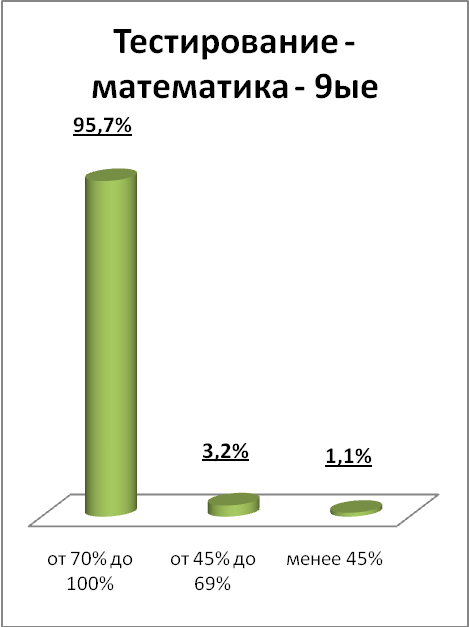 Тестирование -
математика - 9ые
95,7%
3,2%
1,1%
от 70% до
100%
от 45% до
69%
менее 45%